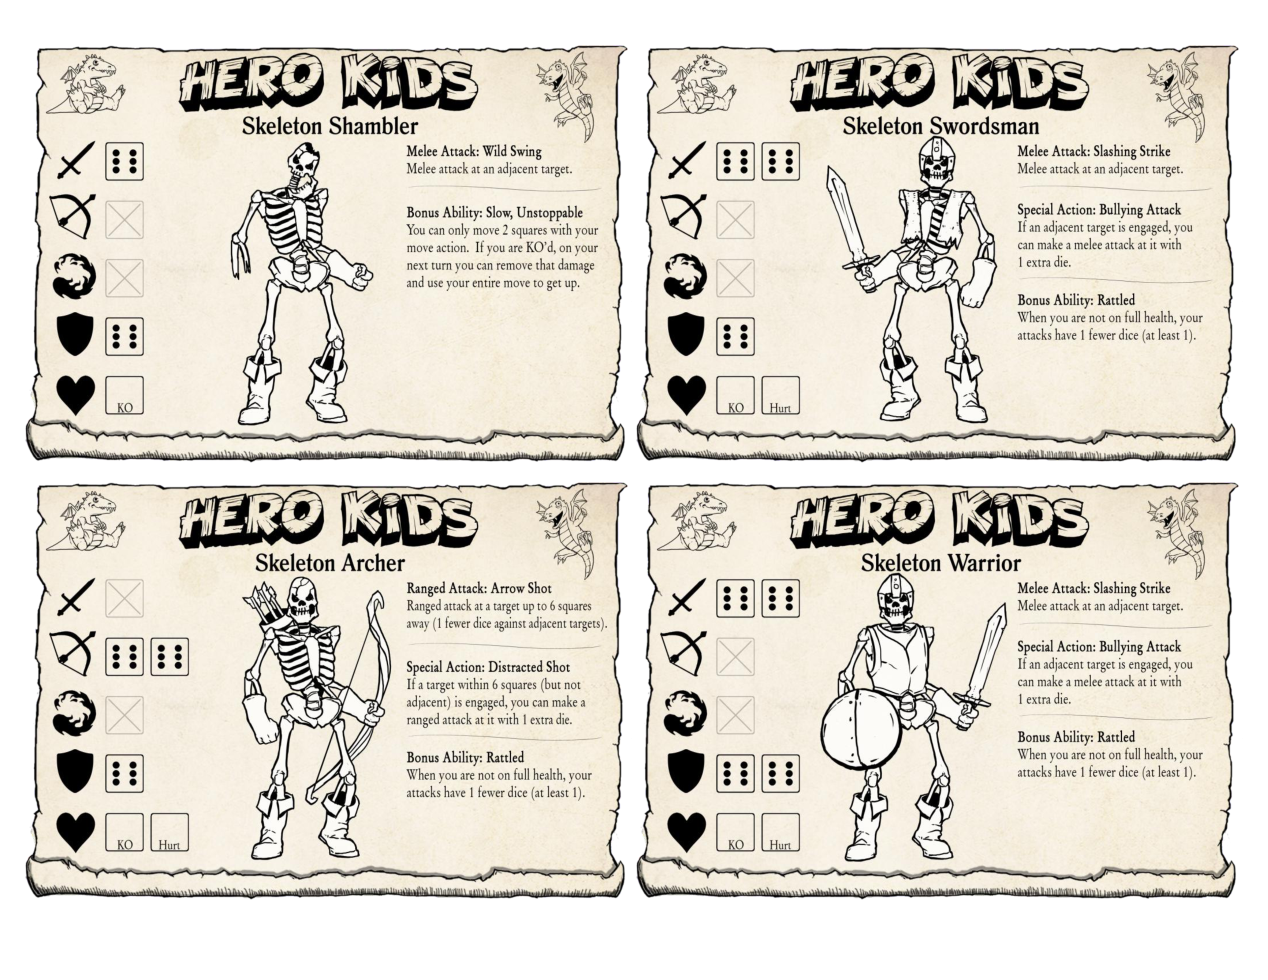 HERO KiDS
Skeleton Shambler
Melee Attack: Wild Swing
Melee attack at an adjacent target.
Bonus Ability: Slow, Unstoppable
You can only move 2 squares with your
move action. If you are KO'd, on your
next turn you can remove that damage
and use your entire move to get up.
KO
HERO KiDS
Skeleton Swordsman
Melee Attack: Slashing Strike
Melee attack at an adjacent target.
Special Action: Bullying Attack
If an adjacent target is engaged, you
can make a melee attack at it with
1 extra die.
Bonus Ability: Rattled
When you are not on full health, your
attacks have 1 fewer dice (at least 1).
KO Hurt
HERO KiDS
Skeleton Archer
Ranged Attack: Arrow Shot
Ranged attack at a target up to 6 squares
away (1 fewer dice against adjacent targets).
Special Action: Distracted Shot
If a target within 6 squares (but not
adjacent) is engaged, you can make a
ranged attack at it with 1 extra die.
Bonus Ability: Rattled
When you are not on full health, your
attacks have 1 fewer dice (at least 1).
KO Hurt
HERO KiDS
Skeleton Warrior
Melee Attack: Slashing Strike
Melee attack at an adjacent target.
Special Action: Bullying Attack
If an adjacent target is engaged, you
can make a melee attack at it with
1 extra die.
Bonus Ability: Rattled
When you are not on full health, your
attacks have 1 fewer dice (at least 1).
KO Hurt